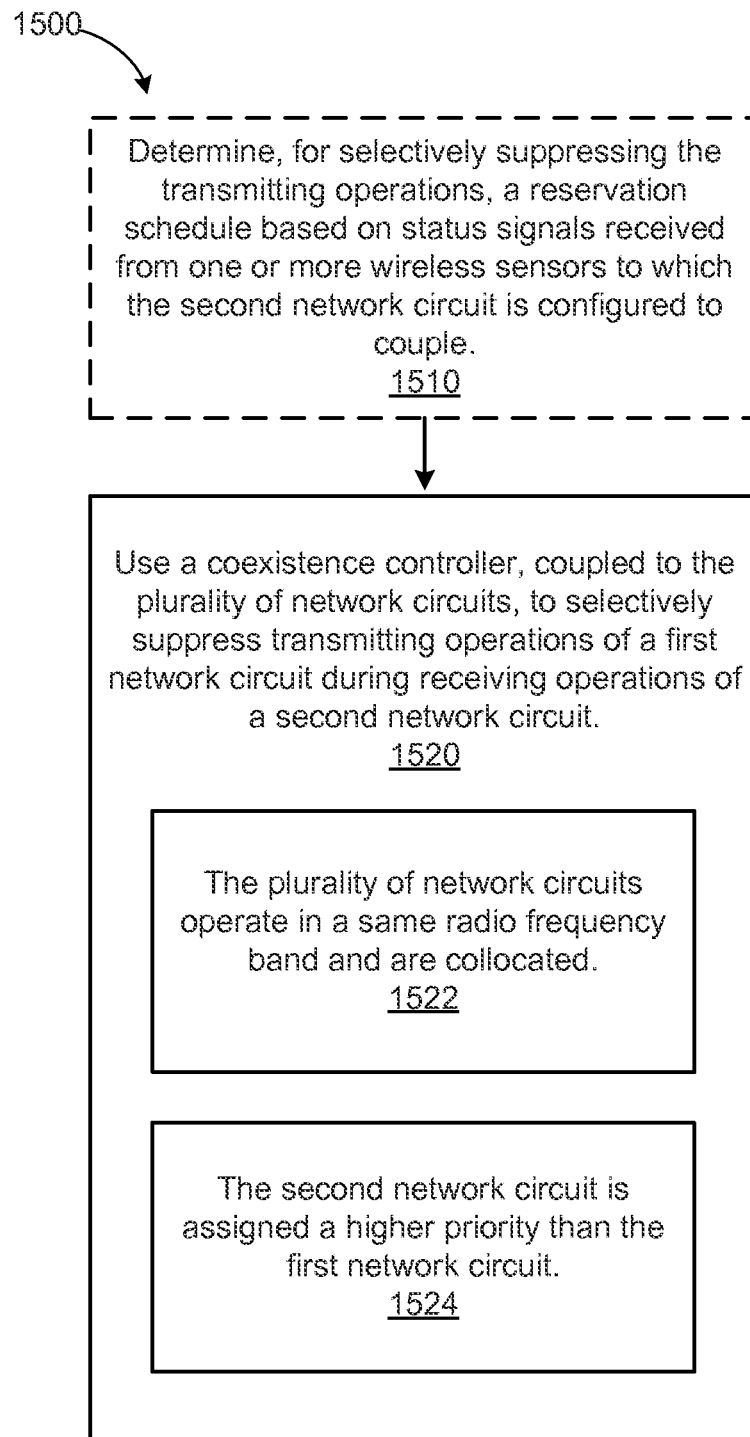 1500
Determine, for selectively suppressing the
transmitting operations, a reservation
schedule based on status signals received
from one or more wireless sensors to which
the second network circuit is configured to
couple.
1510
Use a coexistence controller, coupled to the
plurality of network circuits, to selectively
suppress transmitting operations of a first
network circuit during receiving operations of
a second network circuit.
1520
The plurality of network circuits
operate in a same radio frequency
band and are collocated.
1522
The second network circuit is
assigned a higher priority than the
first network circuit.
1524